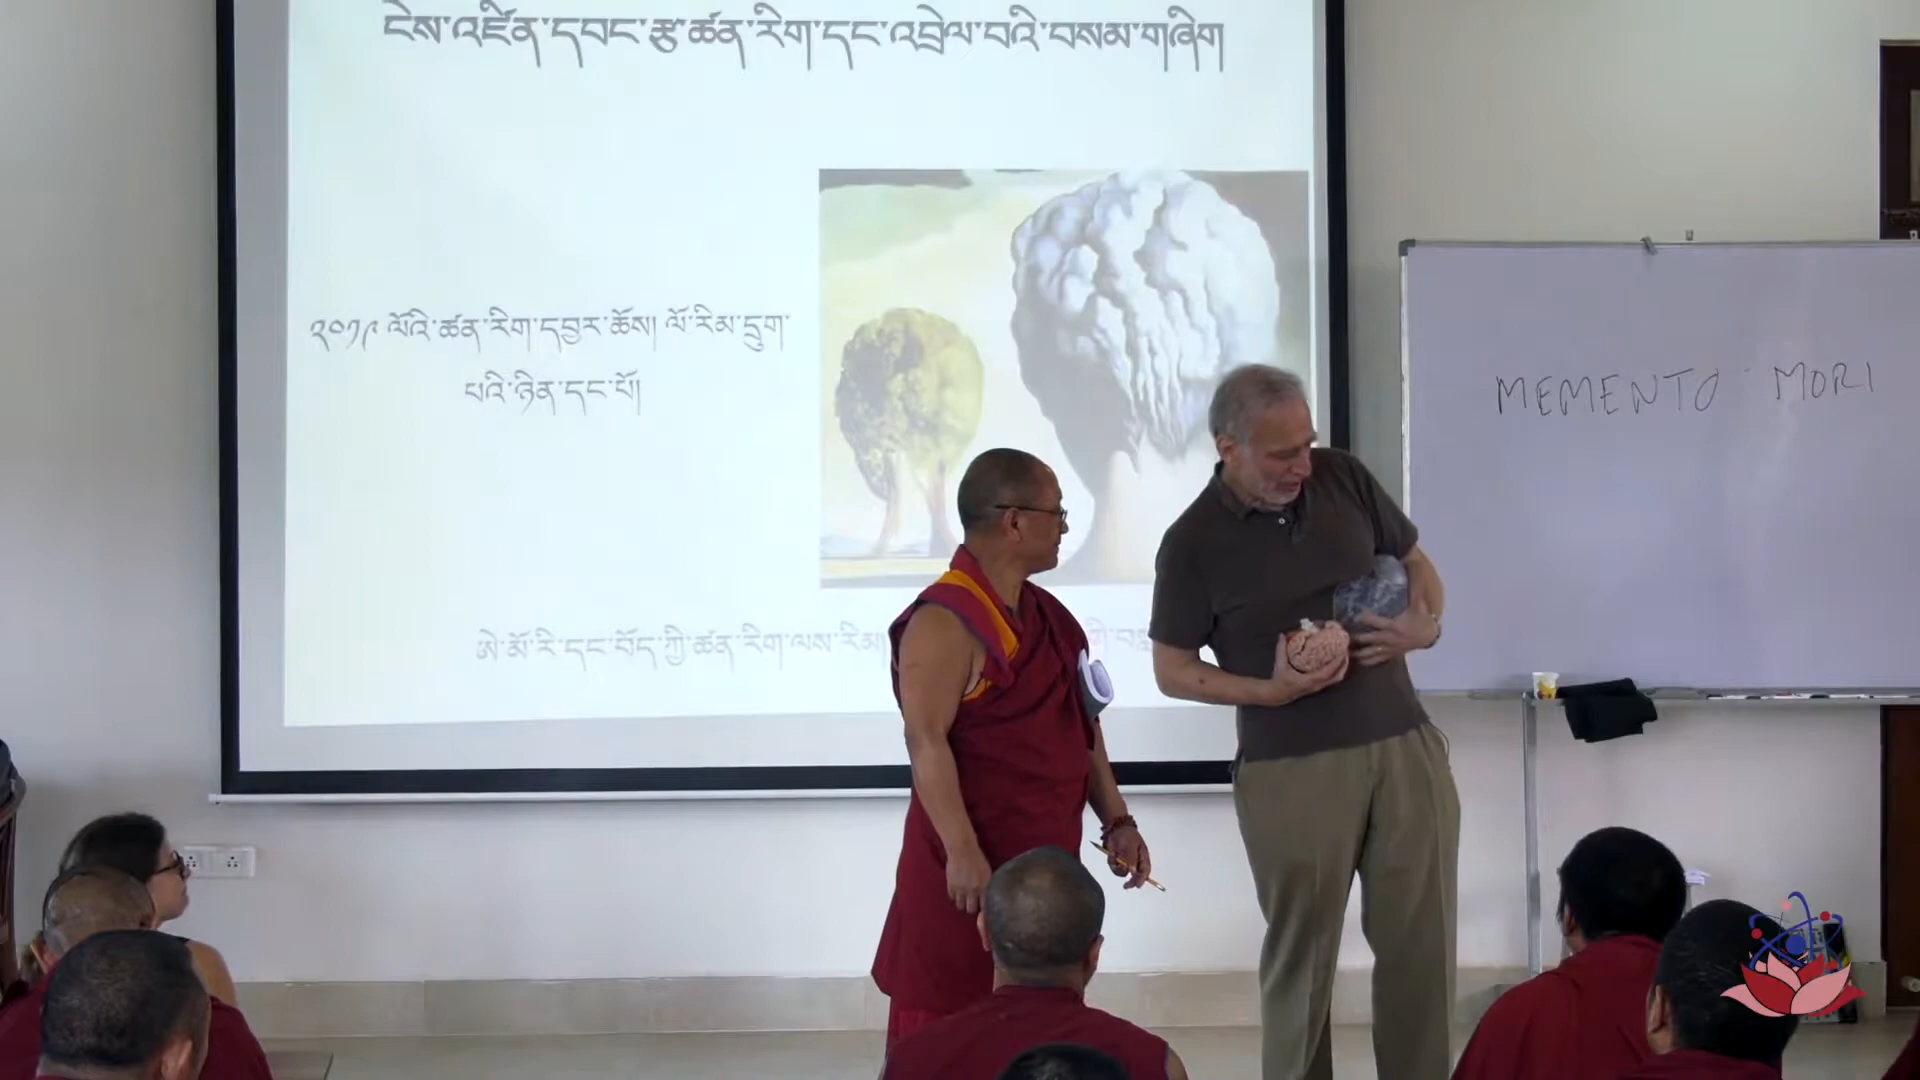 ངེས་འཛིན་དབང་རྩ་ཚན་རིག་དང་འབྲེལ་བའི་བསམ་གཞིག
༢༠༡༩ ལོའི་ཚན་རིག་དབྱར་ཆོས། ལོ་རིམ་དྲུག་
པའི་ཉིན་དང་པོ།
ཨེ་མོ་རི་དང་བོད་ཀྱི་ཚན་རིག་ལས་རིམ།
MEMENTO MORI